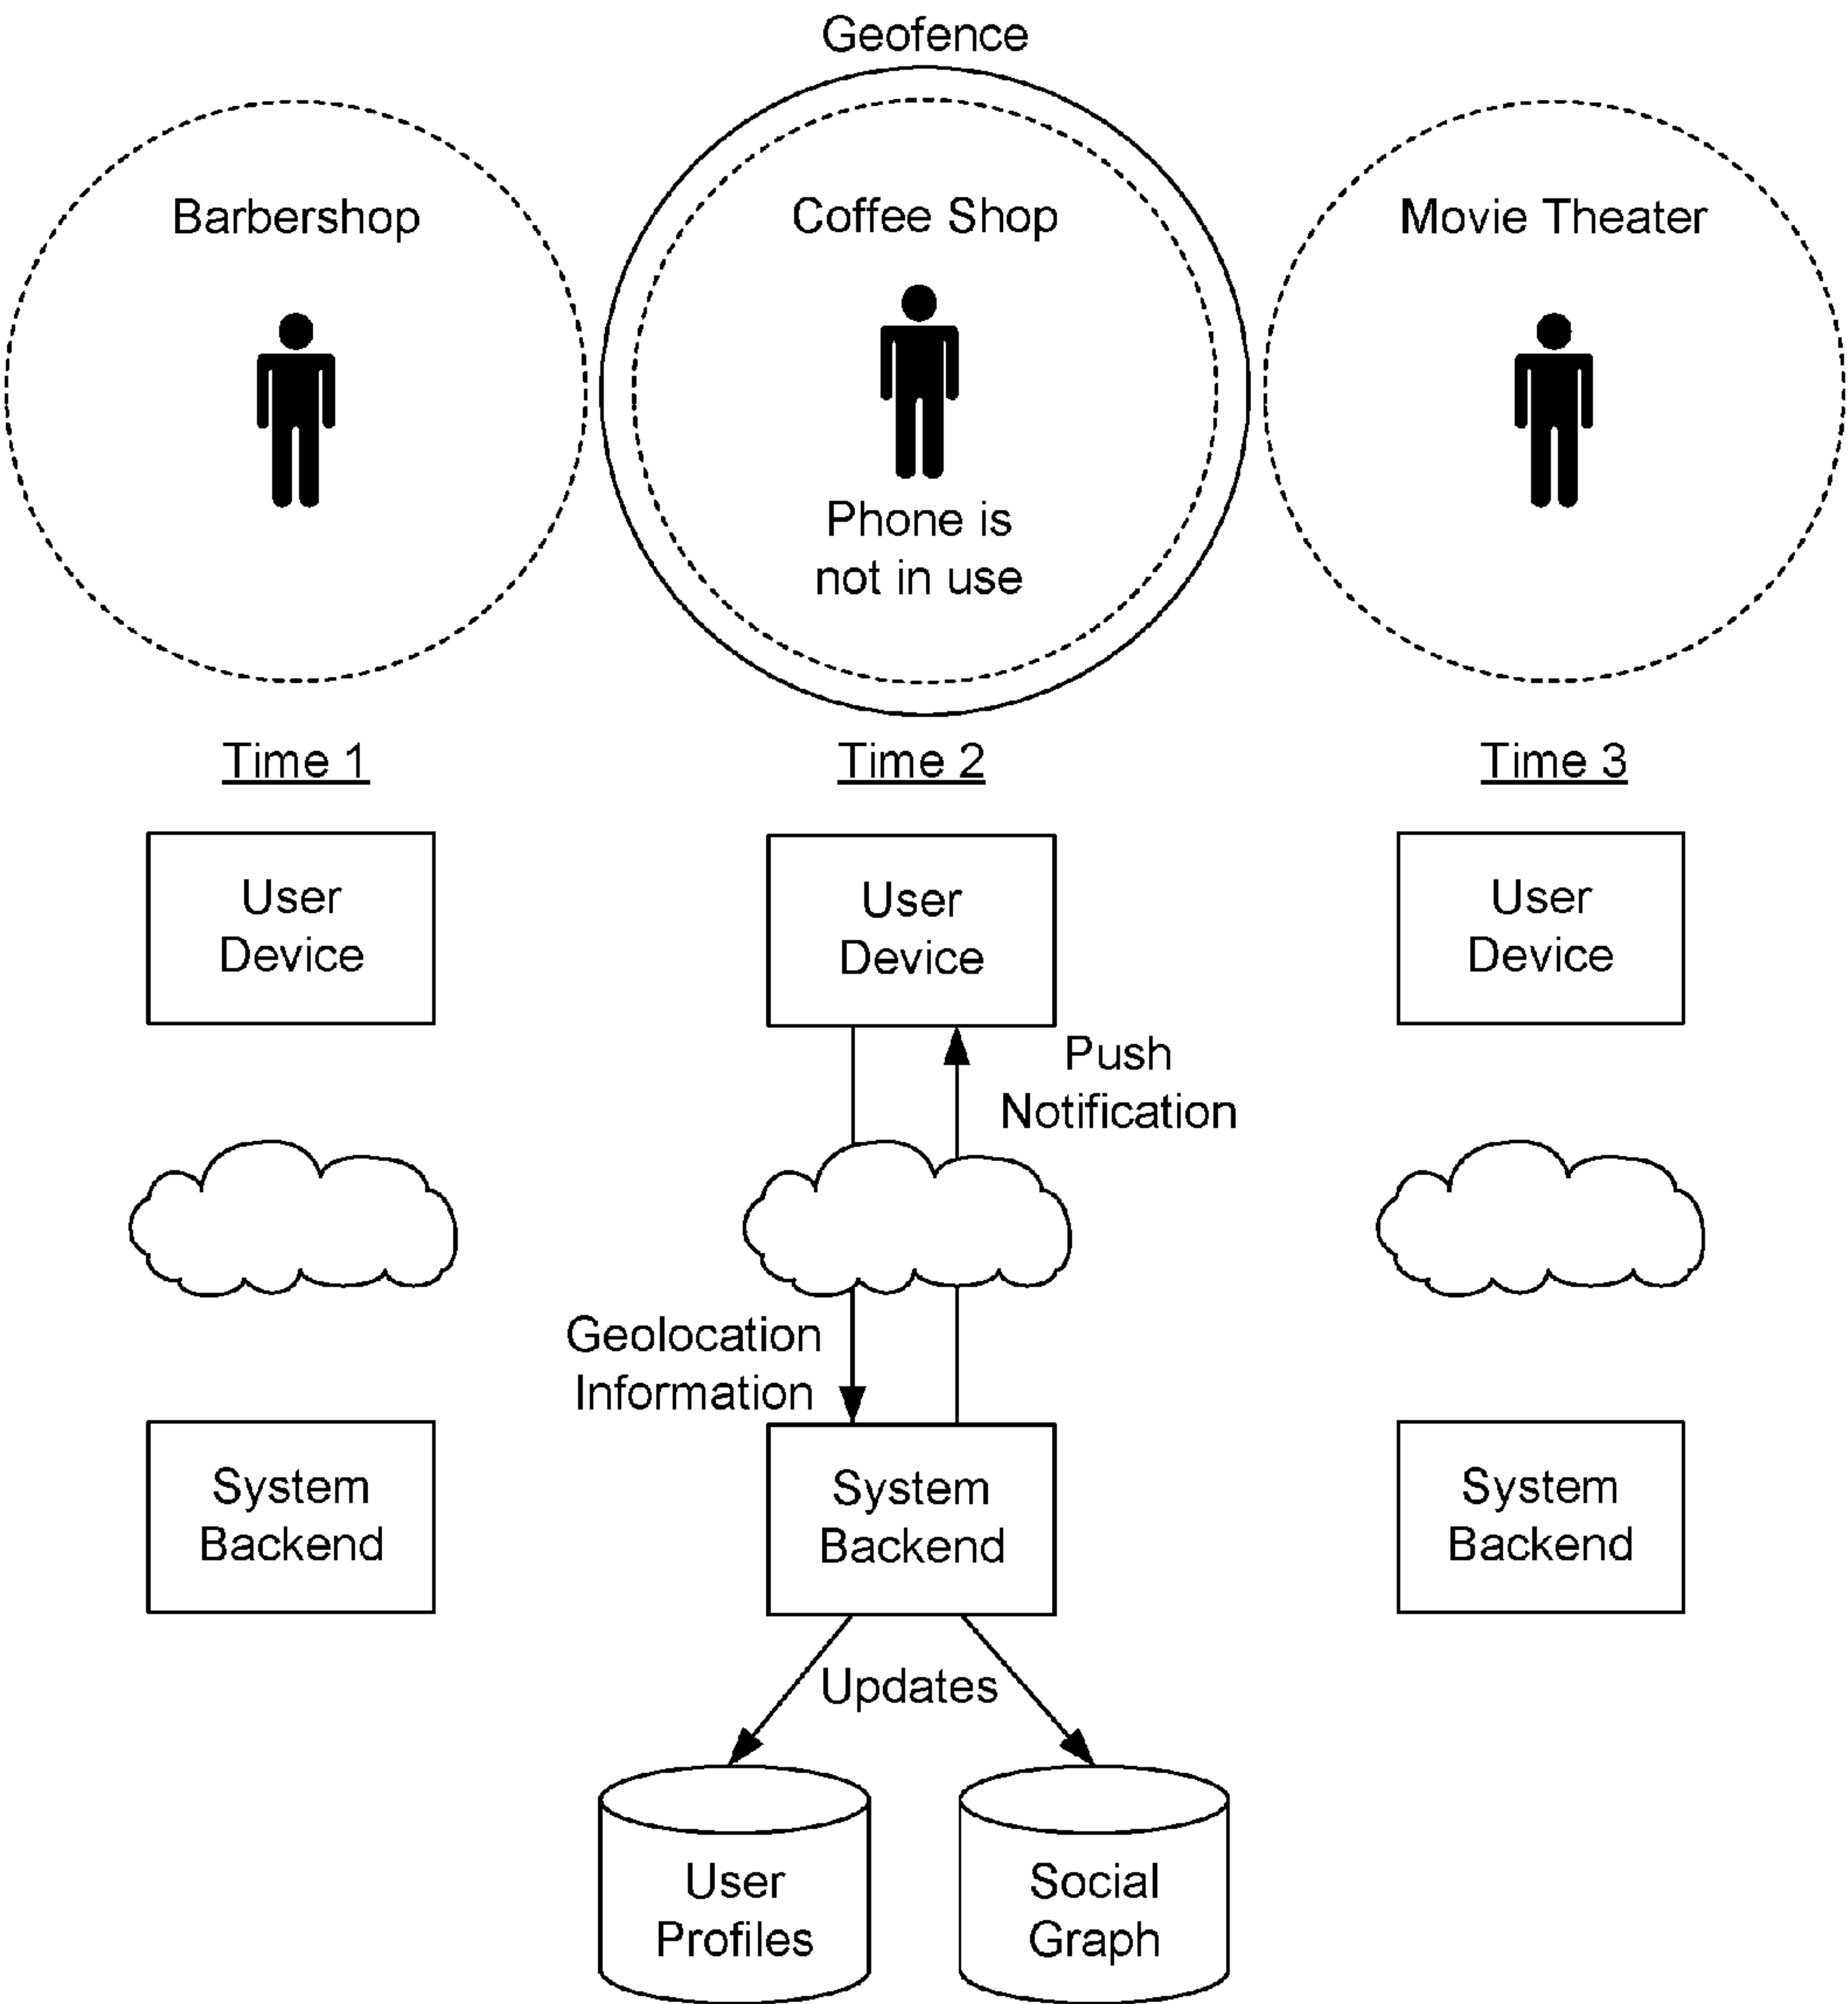 Geofence
Barbershop
Coffee Shop
Movie Theater
Phone is
not in use
Time 1
Time 2
Time 3
User
Device
User
Device
User
Device
Push
Notification
Geolocation
Information
System
Backend
System
Backend
System
Backend
Updates
User
Profiles
Social
Graph